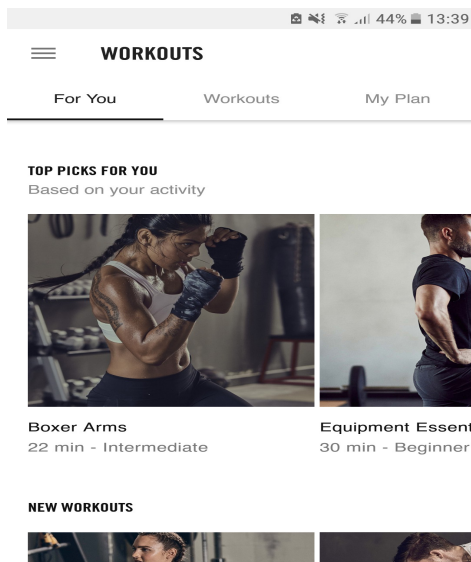 44% 13:39
WORKOUTS
For You Workouts My Plan
TOP PICKS FOR YOU
Based on your activity
Boxer Arms
22 min - Intermediate
Equipment Essent
30 min - Beginner
NEW WORKOUTS